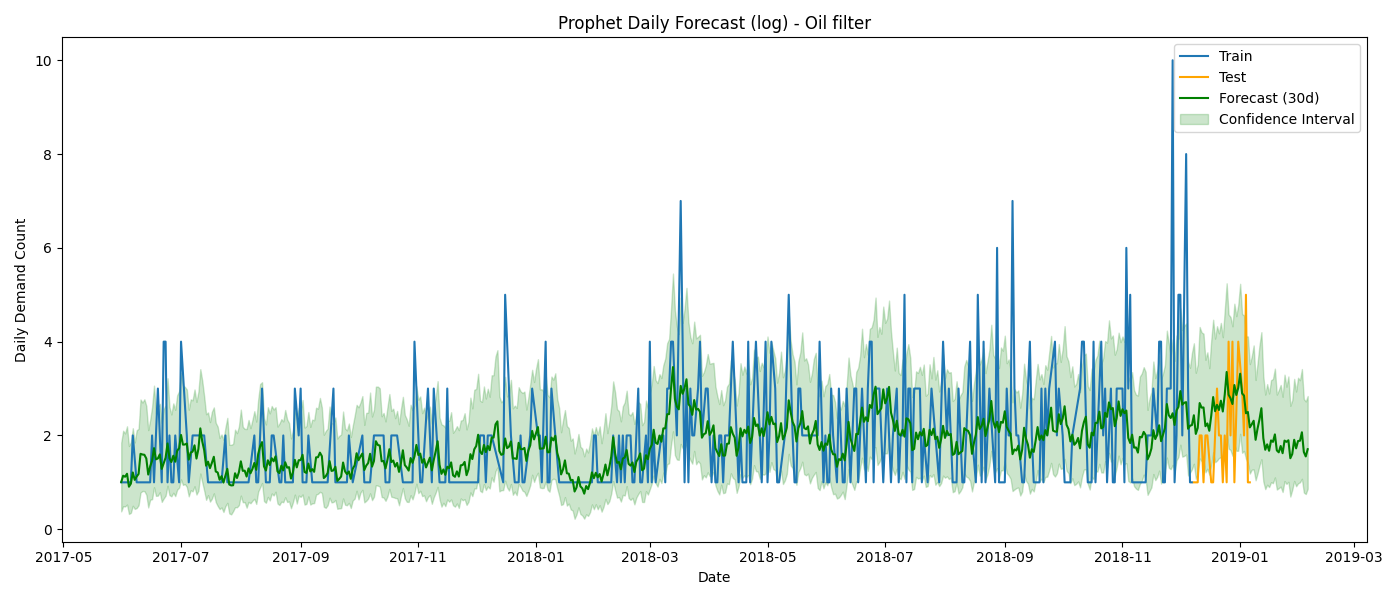 Prophet Daily Forecast (log) - Oil filter
Train
Test
Forecast (30d)
Confidence Interval
Daily Demand Count
10
8
6
4
2
0
2017-05 2017-07 2017-09 2017-11 2018-01 2018-03 2018-05 2018-07 2018-09 2018-11 2019-01 2019-03
Date